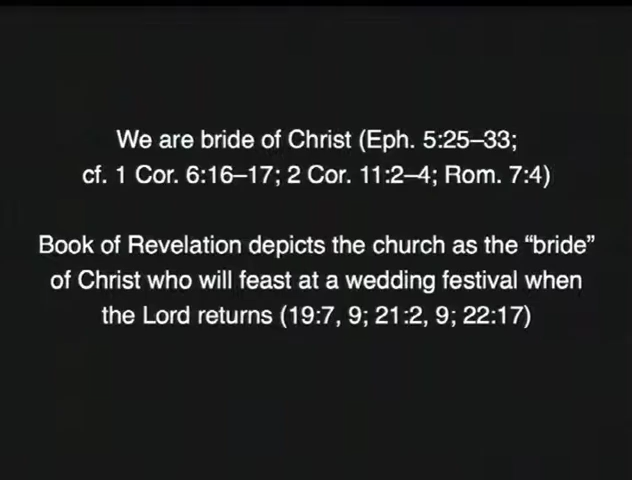 We are bride of Christ (Eph. 5:25–33;
cf. 1 Cor. 6:16–17; 2 Cor. 11:2–4; Rom. 7:4)
Book of Revelation depicts the church as the “bride”
of Christ who will feast at a wedding festival when
the Lord returns (19:7, 9; 21:2, 9; 22:17)